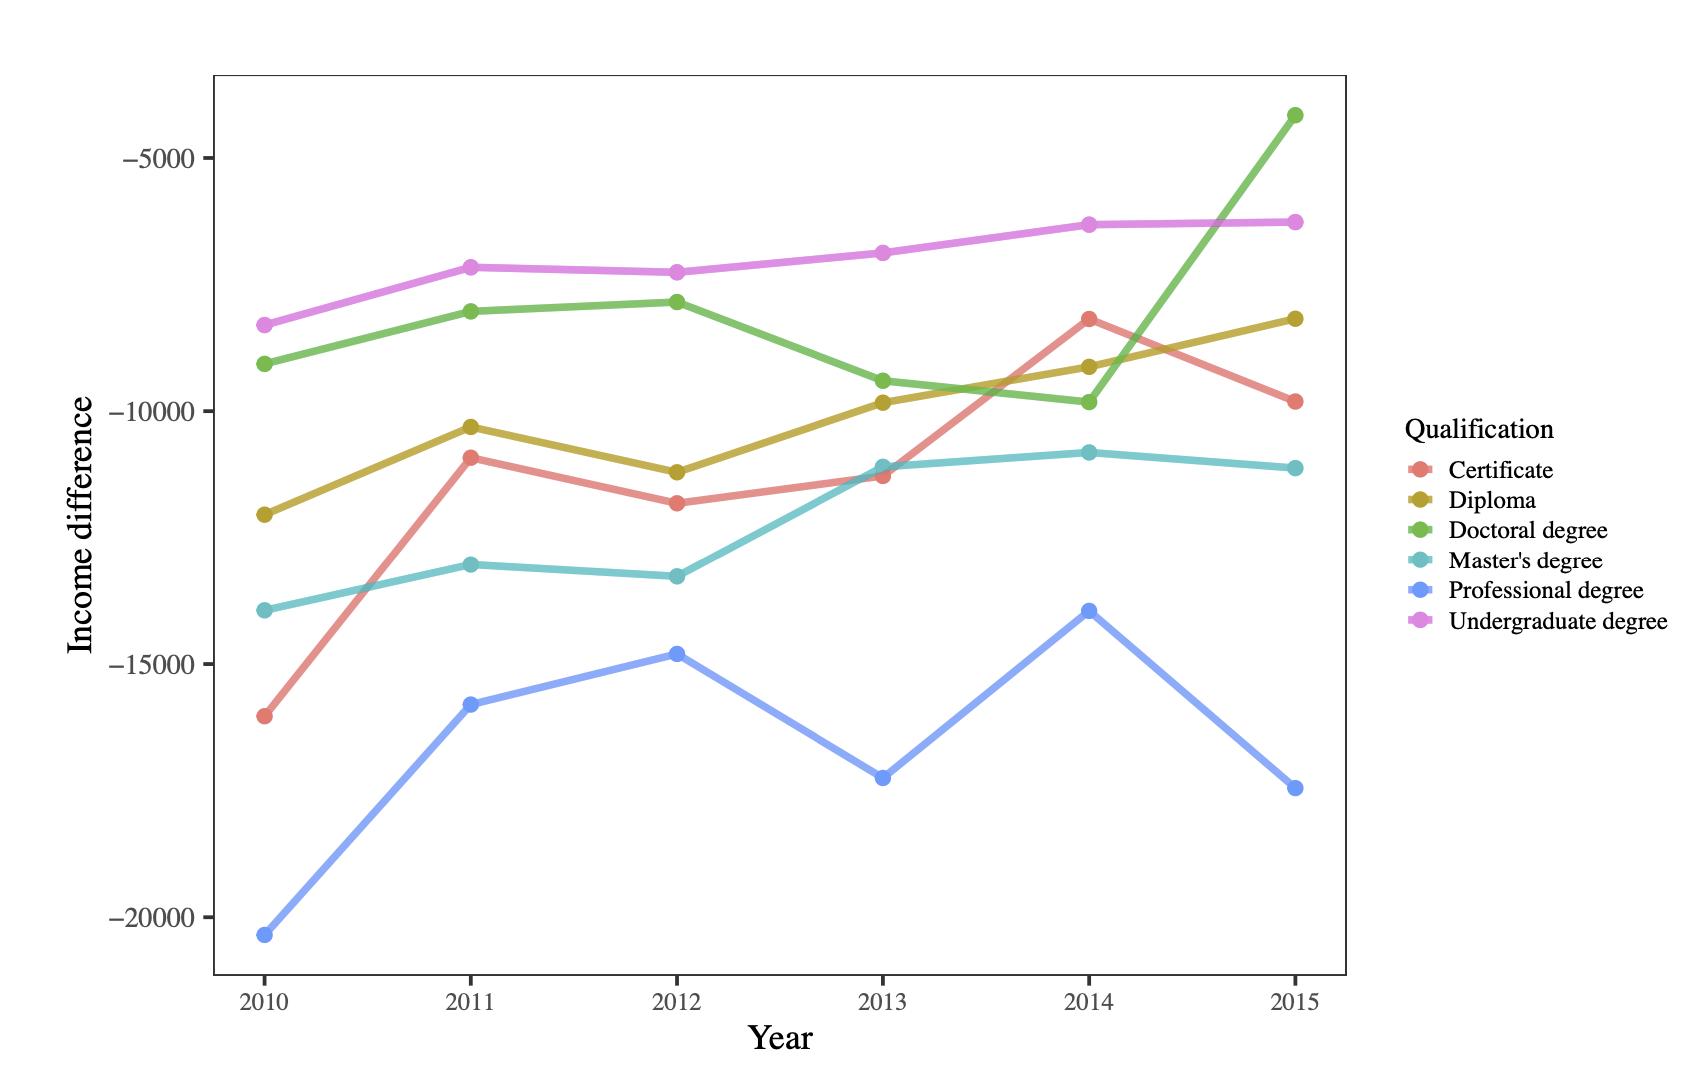 −5000
−10000
−15000
−20000
Income difference
2010 2011 2012 2013 2014 2015
Year
Qualification
Certificate
Diploma
Doctoral degree
Master's degree
Professional degree
Undergraduate degree